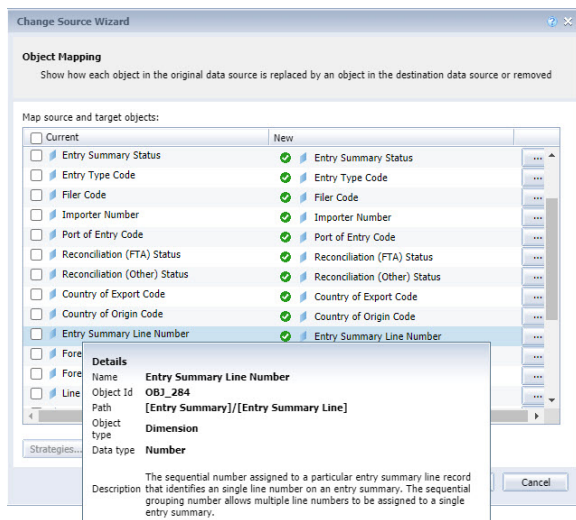 Change Source Wizard
Object Mapping
Show how each object in the original data source is replaced by an object in the destination data source or removed
Map source and target objects:
Current New
Entry Summary Status Entry Summary Status ...
Entry Type Code Entry Type Code ...
Filer Code Filer Code ...
Importer Number Importer Number ...
Port of Entry Code Port of Entry Code ...
Reconciliation (FTA) Status Reconciliation (FTA) Status ...
Reconciliation (Other) Status Reconciliation (Other) Status ...
Country of Export Code Country of Export Code ...
Country of Origin Code Country of Origin Code ...
Entry Summary Line Number Entry Summary Line Number ...
Fore ...
Fore ...
Line ...
Strategies...
Cancel
Details
Name Entry Summary Line Number
Object Id OBJ_284
Path [Entry Summary]/[Entry Summary Line]
Object
type Dimension
Data type Number
The sequential number assigned to a particular entry summary line record
Description that identifies an single line number on an entry summary. The sequential
grouping number allows multiple line numbers to be assigned to a single
entry summary.